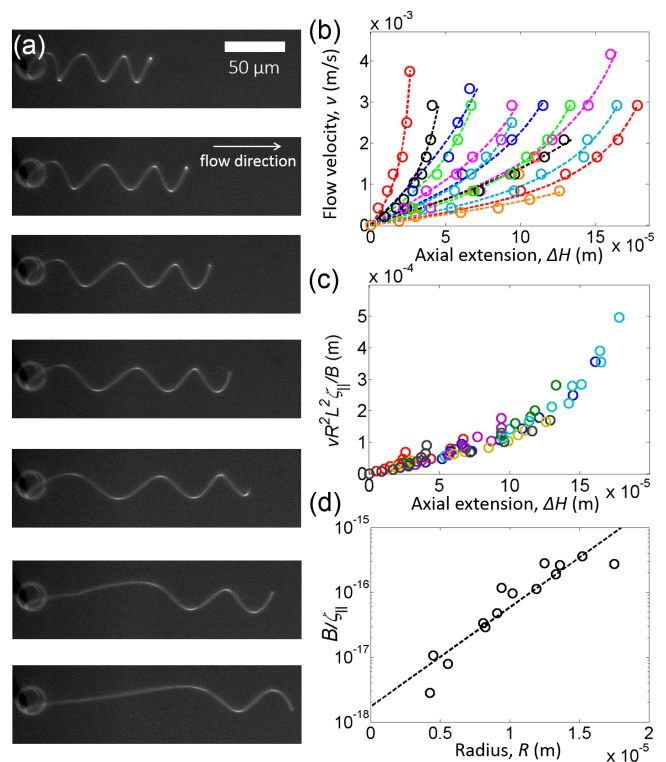 (a)
50 μm
flow direction
(b)
x 10⁻³
Flow velocity, v (m/s)
4
3
2
1
0
0
5
10
15
x 10⁻⁵
Axial extension, ΔH (m)
(c)
x 10⁻⁴
vR²L²ζ∥/B (m)
5
4
3
2
1
0
0
5
10
15
x 10⁻⁵
Axial extension, ΔH (m)
(d)
B/ζ∥
10⁻¹⁵
10⁻¹⁶
10⁻¹⁷
10⁻¹⁸
0
0.5
1
1.5
2
x 10⁻⁵
Radius, R (m)